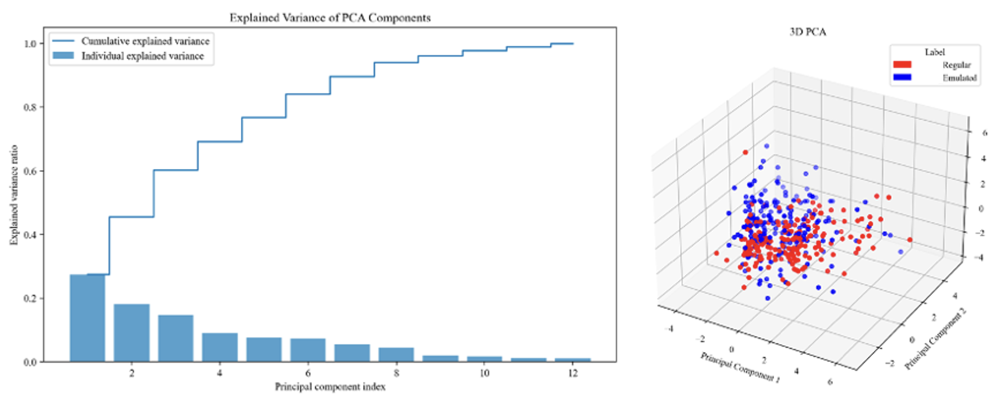 Explained Variance of PCA Components
Cumulative explained variance
Individual explained variance
1.0
0.8
0.6
0.4
0.2
0.0
Explained variance ratio
2 4 6 8 10 12
Principal component index
3D PCA
Label
Regular
Emulated
6
4
2
0
−2
−4
−4 −2 0 2 4 6
Principal Component 1
4
2
0
−2
Principal Component 2